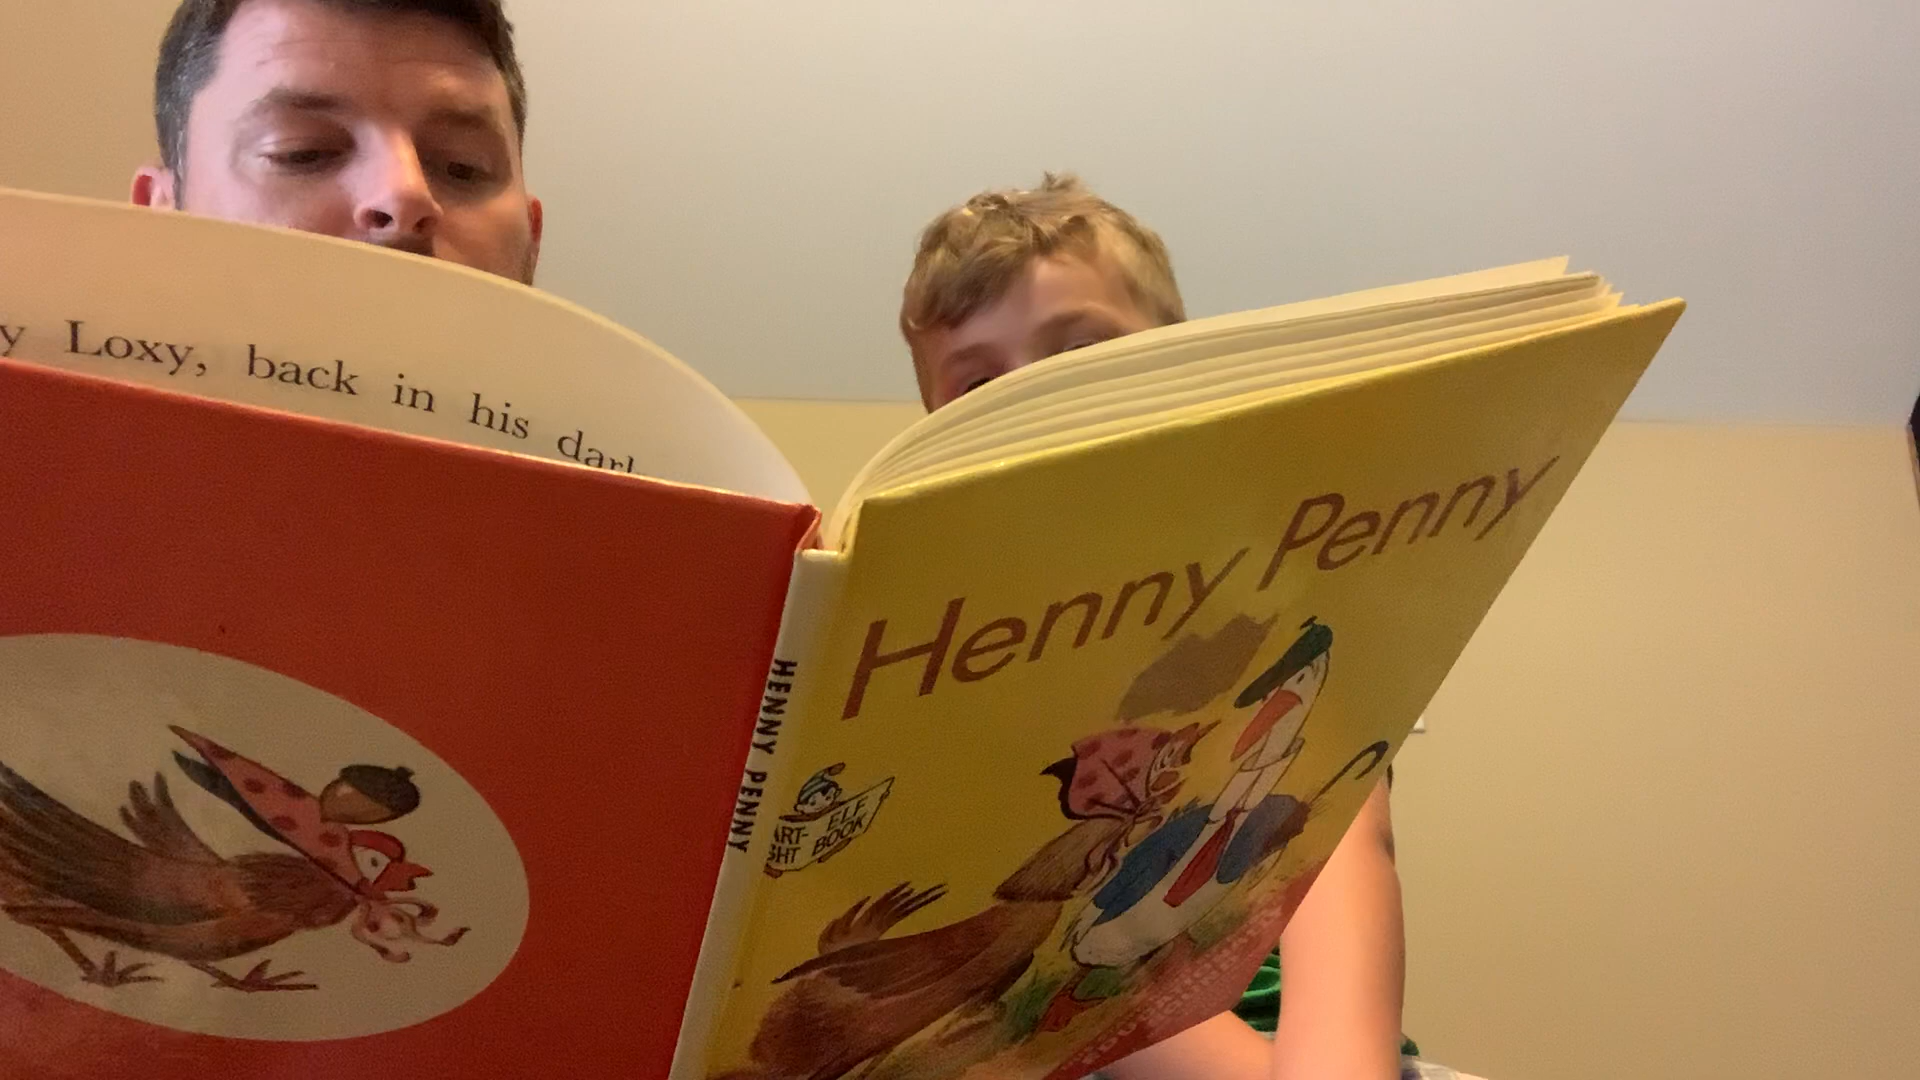 Loxy, back in his
Henny Penny
HENNY PENNY
ELF
BOOK